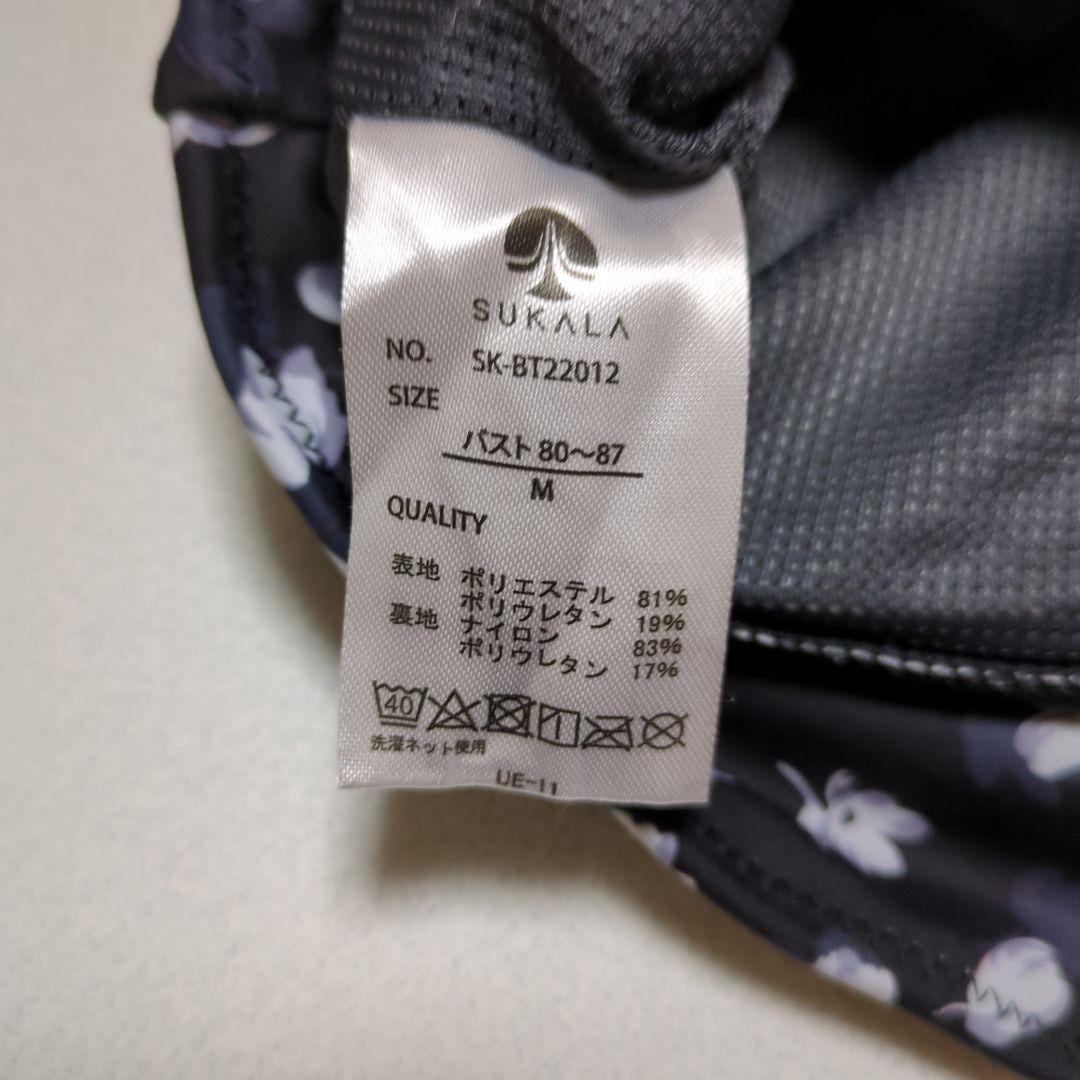 SUKALA
NO. SK-BT22012
SIZE
バスト 80〜87
M
QUALITY
表地 ポリエステル 81%
ポリウレタン 19%
裏地 ナイロン 83%
ポリウレタン 17%
40
洗濯ネット使用
UE-11